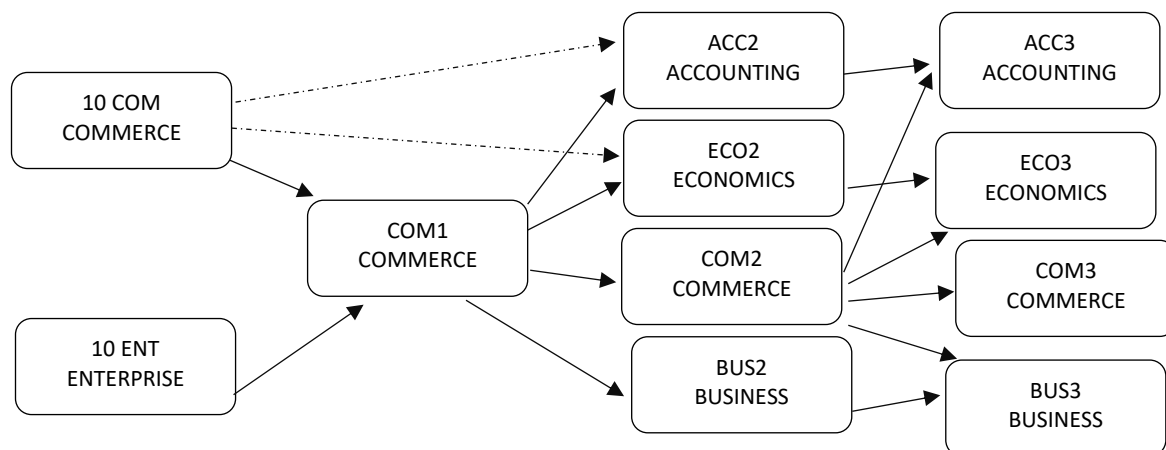 10 COM
COMMERCE
10 ENT
ENTERPRISE
COM1
COMMERCE
ACC2
ACCOUNTING
ECO2
ECONOMICS
COM2
COMMERCE
BUS2
BUSINESS
ACC3
ACCOUNTING
ECO3
ECONOMICS
COM3
COMMERCE
BUS3
BUSINESS